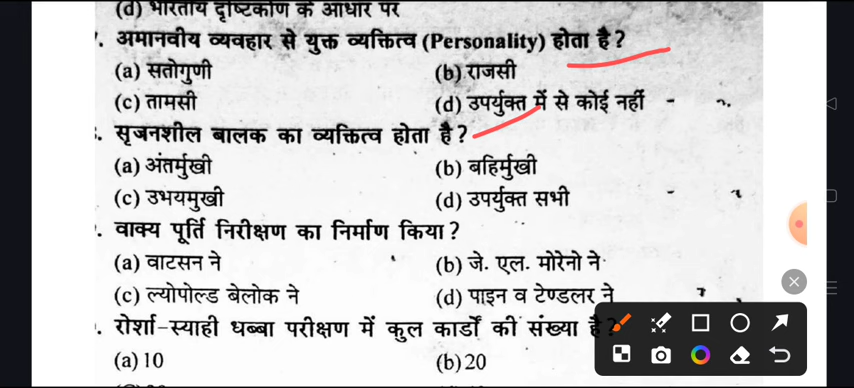 (d) भारतीय दृष्टिकोण के आधार पर
अमानवीय व्यवहार से युक्त व्यक्तित्व (Personality) होता है?
(a) सतोगुणी (b) राजसी
(c) तामसी (d) उपर्युक्त में से कोई नहीं
सृजनशील बालक का व्यक्तित्व होता है?
(a) अंतर्मुखी (b) बहिर्मुखी
(c) उभयमुखी (d) उपर्युक्त सभी
वाक्य पूर्ति निरीक्षण का निर्माण किया?
(a) वाटसन ने (b) जे. एल. मोरेनो ने
(c) ल्योपोल्ड बेलोक ने (d) पाइन व टेण्डलर ने
रोर्शा-स्याही धब्बा परीक्षण में कुल कार्डों की संख्या है?
(a) 10 (b) 20